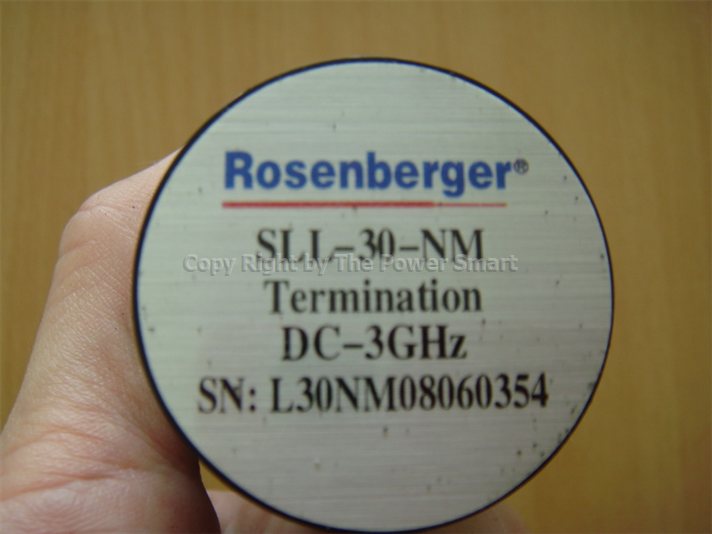 Rosenberger®
SLL-30-NM
Copy Right by The Power Smart
Termination
DC-3GHz
SN: L30NM08060354